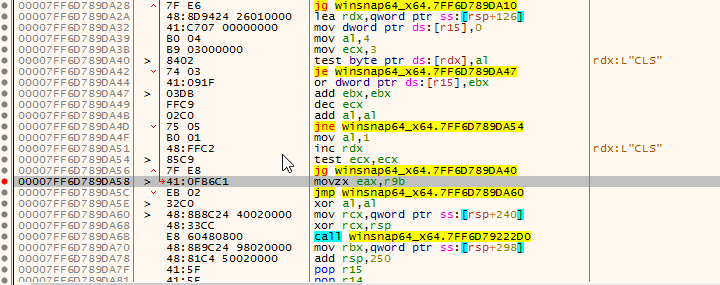 00007FF6D789DA28 7F E6 jg winsnap64_x64.7FF6D789DA10
00007FF6D789DA2A 48:8D9424 26010000 lea rdx,qword ptr ss:[rsp+126]
00007FF6D789DA32 41:C707 00000000 mov dword ptr ds:[r15],0
00007FF6D789DA39 B0 04 mov al,4
00007FF6D789DA3B B9 03000000 mov ecx,3
00007FF6D789DA40 > 8402 test byte ptr ds:[rdx],al rdx:L"CLS"
00007FF6D789DA42 74 03 je winsnap64_x64.7FF6D789DA47
00007FF6D789DA44 41:091F or dword ptr ds:[r15],ebx
00007FF6D789DA47 > 03DB add ebx,ebx
00007FF6D789DA49 FFC9 dec ecx
00007FF6D789DA4B 02C0 add al,al
00007FF6D789DA4D 75 05 jne winsnap64_x64.7FF6D789DA54
00007FF6D789DA4F B0 01 mov al,1
00007FF6D789DA51 48:FFC2 inc rdx rdx:L"CLS"
00007FF6D789DA54 > 85C9 test ecx,ecx
00007FF6D789DA56 7F E8 jg winsnap64_x64.7FF6D789DA40
00007FF6D789DA58 > 41:0FB6C1 movzx eax,r9b
00007FF6D789DA5C EB 02 jmp winsnap64_x64.7FF6D789DA60
00007FF6D789DA5E > 32C0 xor al,al
00007FF6D789DA60 > 48:8B8C24 40020000 mov rcx,qword ptr ss:[rsp+240]
00007FF6D789DA68 48:33CC xor rcx,rsp
00007FF6D789DA6B E8 60480800 call winsnap64_x64.7FF6D79222D0
00007FF6D789DA70 48:8B9C24 98020000 mov rbx,qword ptr ss:[rsp+298]
00007FF6D789DA78 48:81C4 50020000 add rsp,250
00007FF6D789DA7F 41:5F pop r15
00007FF6D789DA81 41:5E pop r14